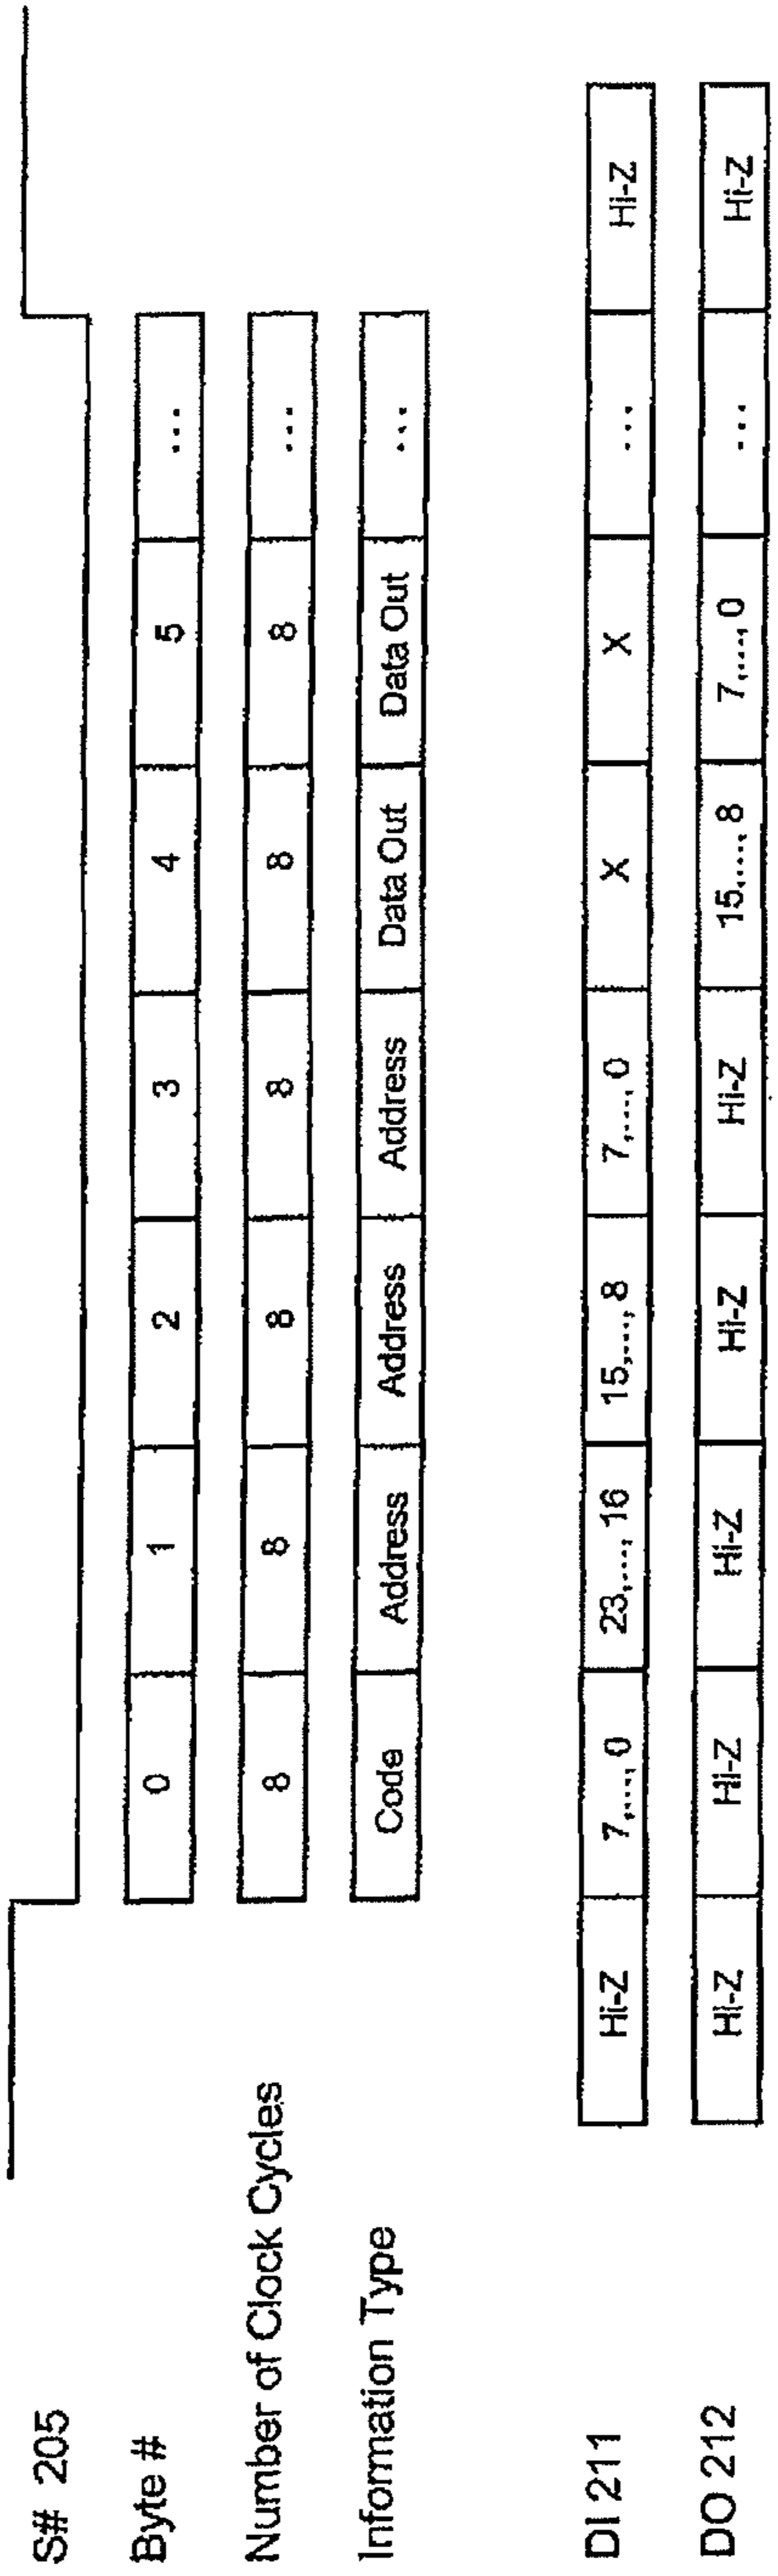 S# 205
Byte # 0 1 2 3 4 5 ...
Number of Clock Cycles 8 8 8 8 8 8 ...
Information Type Code Address Address Address Data Out Data Out ...
DI 211 Hi-Z 7,..., 0 23,..., 16 15,..., 8 7,..., 0 X X ... Hi-Z
DO 212 Hi-Z Hi-Z Hi-Z Hi-Z Hi-Z 15,..., 8 7,..., 0 ... Hi-Z